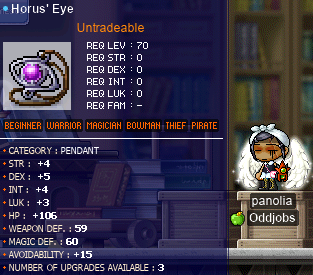 Horus' Eye
Untradeable
REQ LEV : 70
REQ STR : 0
REQ DEX : 0
REQ INT : 0
REQ LUK : 0
REQ FAM : -
BEGINNER WARRIOR MAGICIAN BOWMAN THIEF PIRATE
• CATEGORY : PENDANT
• STR : +4
• DEX : +5
• INT : +4
• LUK : +3
• HP : +106
• WEAPON DEF. : 59
• MAGIC DEF. : 60
• AVOIDABILITY : +15
• NUMBER OF UPGRADES AVAILABLE : 3
panolia
Oddjobs